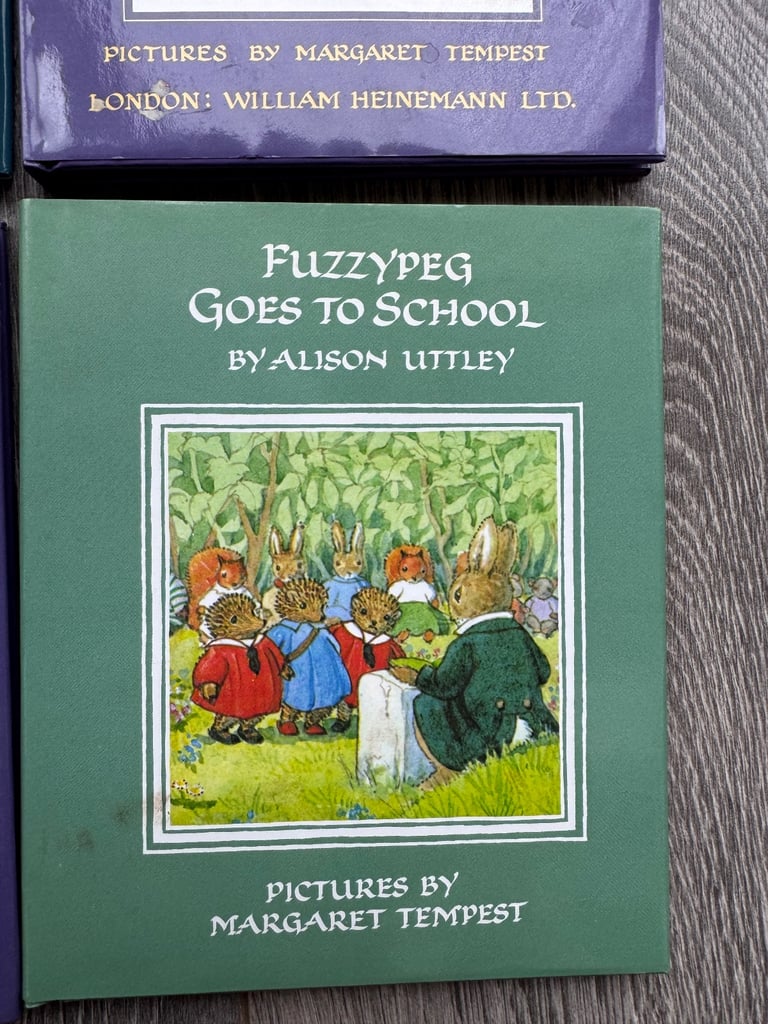 PICTURES BY MARGARET TEMPEST
LONDON: WILLIAM HEINEMANN LTD.
FUZZYPEG
GOES TO SCHOOL
BY ALISON UTTLEY
PICTURES BY
MARGARET TEMPEST